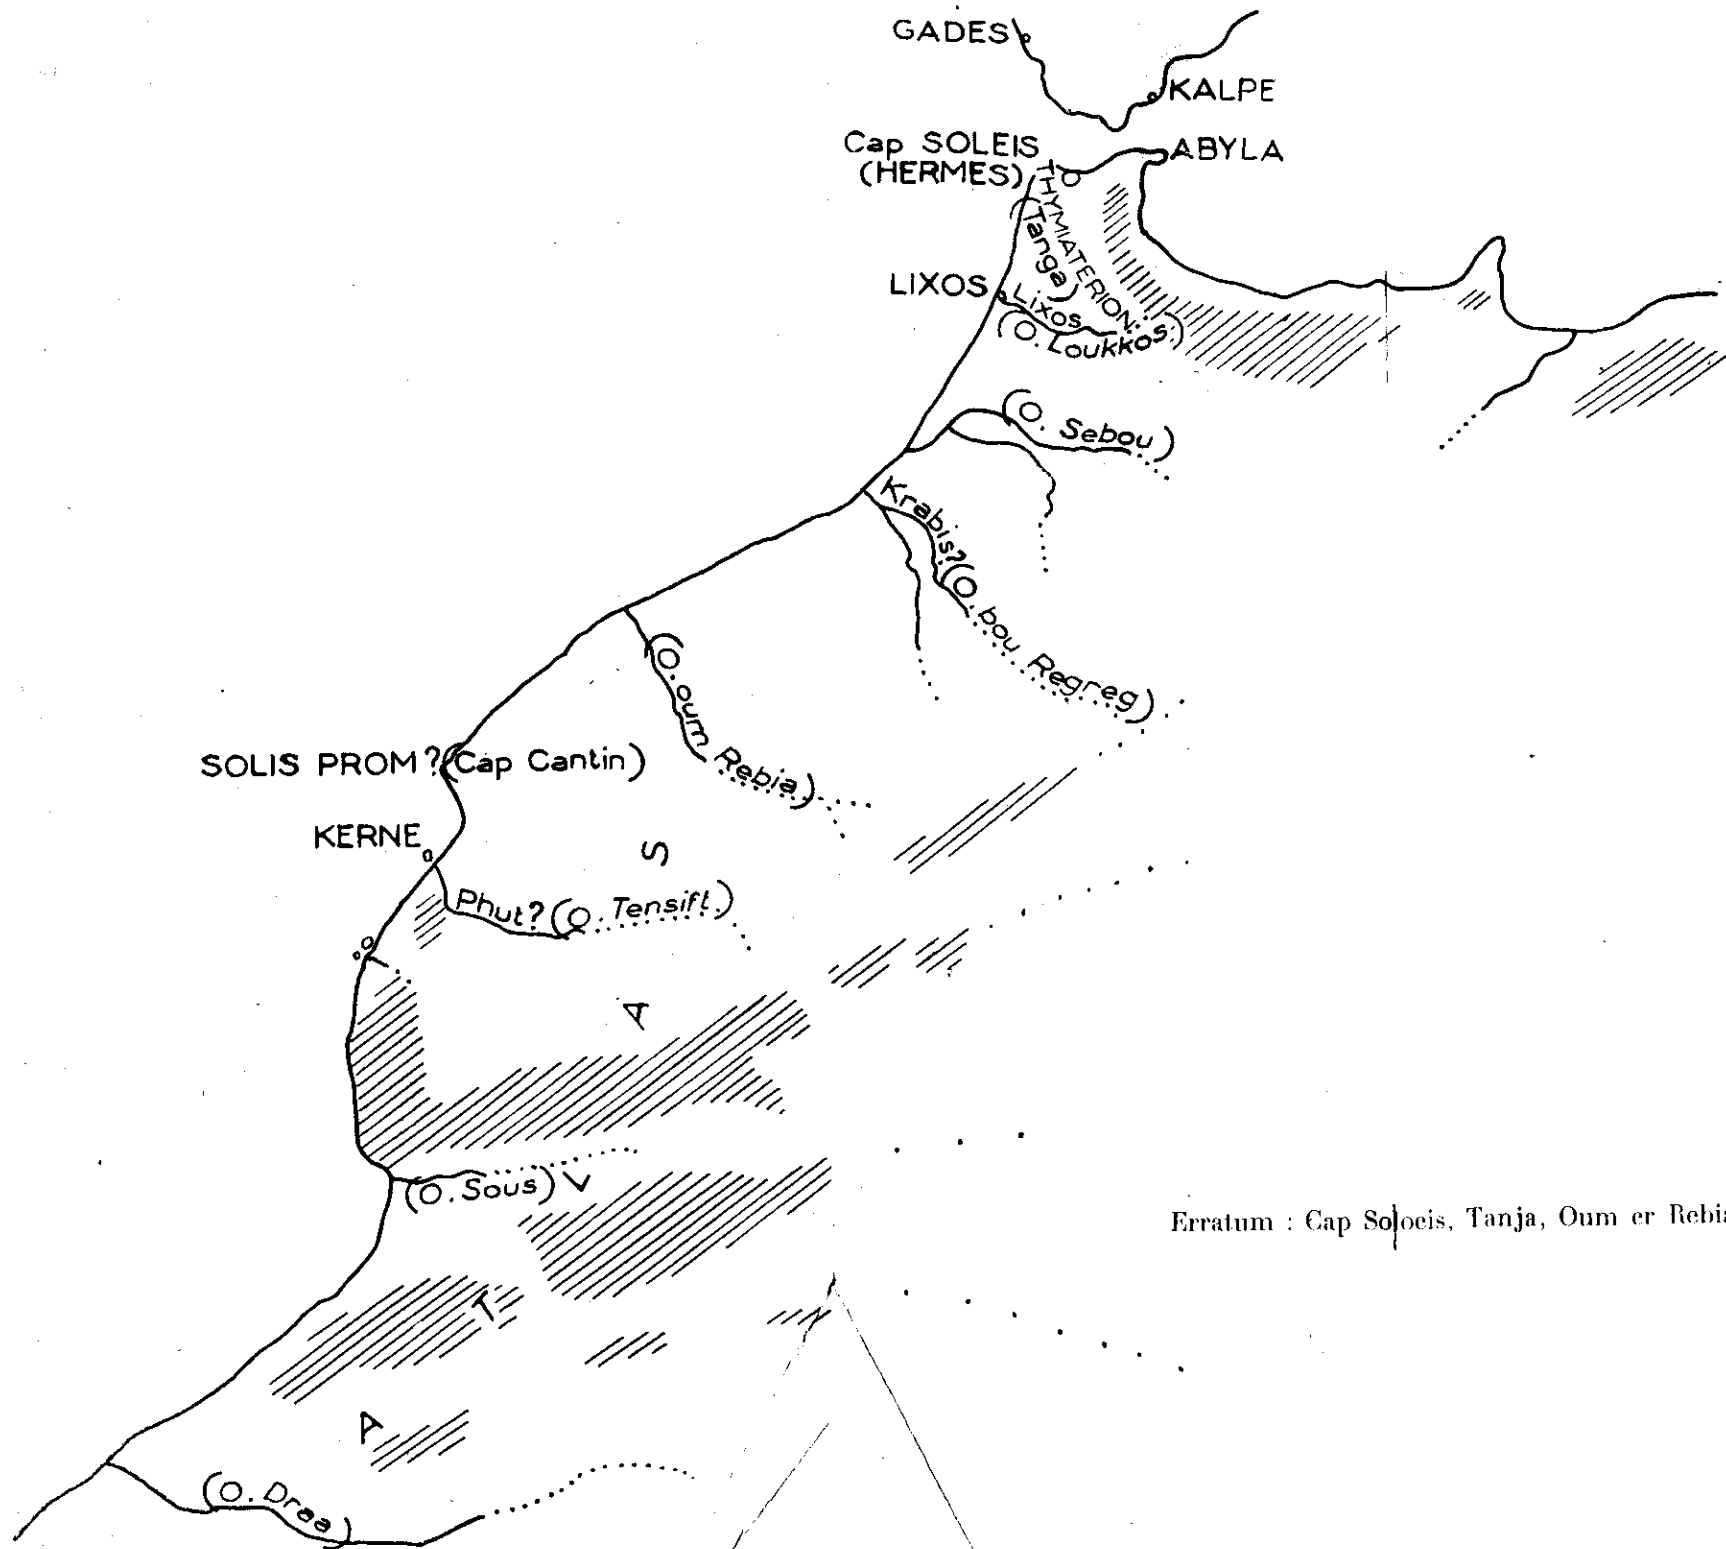 GADES
KALPE
Cap SOLEIS
(HERMES)
ABYLA
THYMIATERION
(Tanga)
LIXOS
Lixos
(O. Loukkos)
(O. Sebou)
Krabis? (O. bou Regreg)
(O. oum Rebia)
SOLIS PROM? (Cap Cantin)
KERNE
Phut? (O. Tensift)
S
A
(O. Sous)
V
T
A
(O. Draa)
Erratum : Cap Soloeis, Tanja, Oum er Rebia